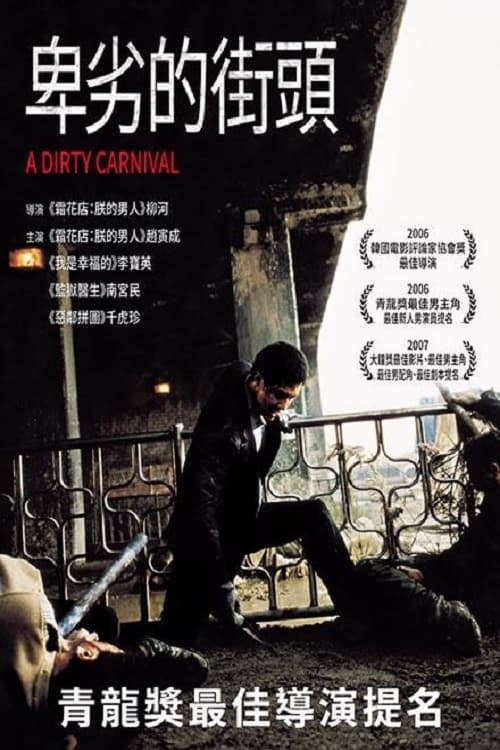 卑劣的街頭
A DIRTY CARNIVAL
導演《霜花店：朕的男人》柳河
主演《霜花店：朕的男人》趙寅成
《我是幸福的》李寶英
《監獄醫生》南宮民
《惡鄰拼圖》千虎珍
2006
韓國電影評論家協會獎
最佳導演
2006
青龍獎最佳男主角
最佳新人男演員提名
2007
大鐘獎最佳影片、最佳男主角
最佳男配角、最佳劇本提名
青龍獎最佳導演提名